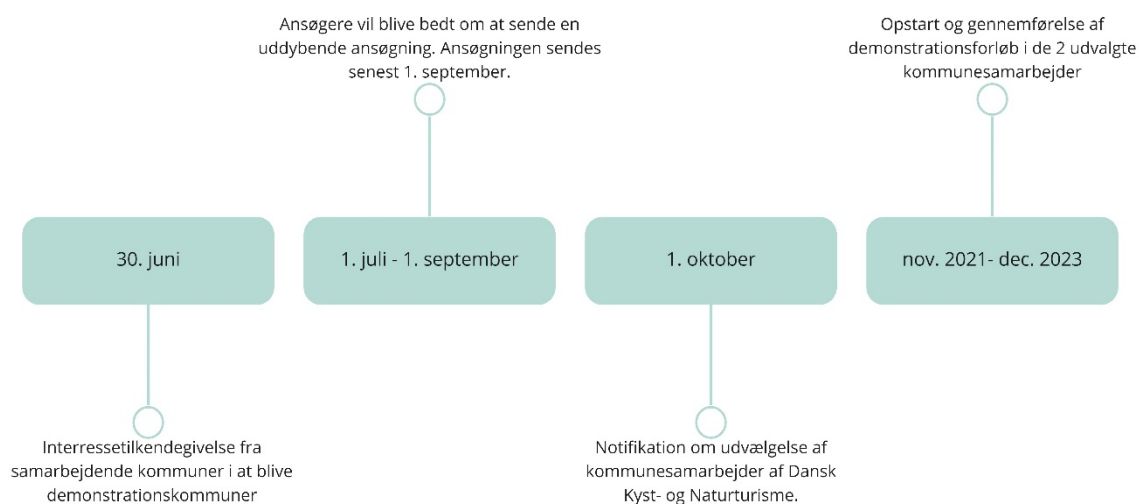 Ansøgere vil blive bedt om at sende en
uddybende ansøgning. Ansøgningen sendes
senest 1. september.
Opstart og gennemførelse af
demonstrationsforløb i de 2 udvalgte
kommunesamarbejder
30. juni
1. juli - 1. september
1. oktober
nov. 2021- dec. 2023
Interressetilkendegivelse fra
samarbejdende kommuner i at blive
demonstrationskommuner
Notifikation om udvælgelse af
kommunesamarbejder af Dansk
Kyst- og Naturturisme.